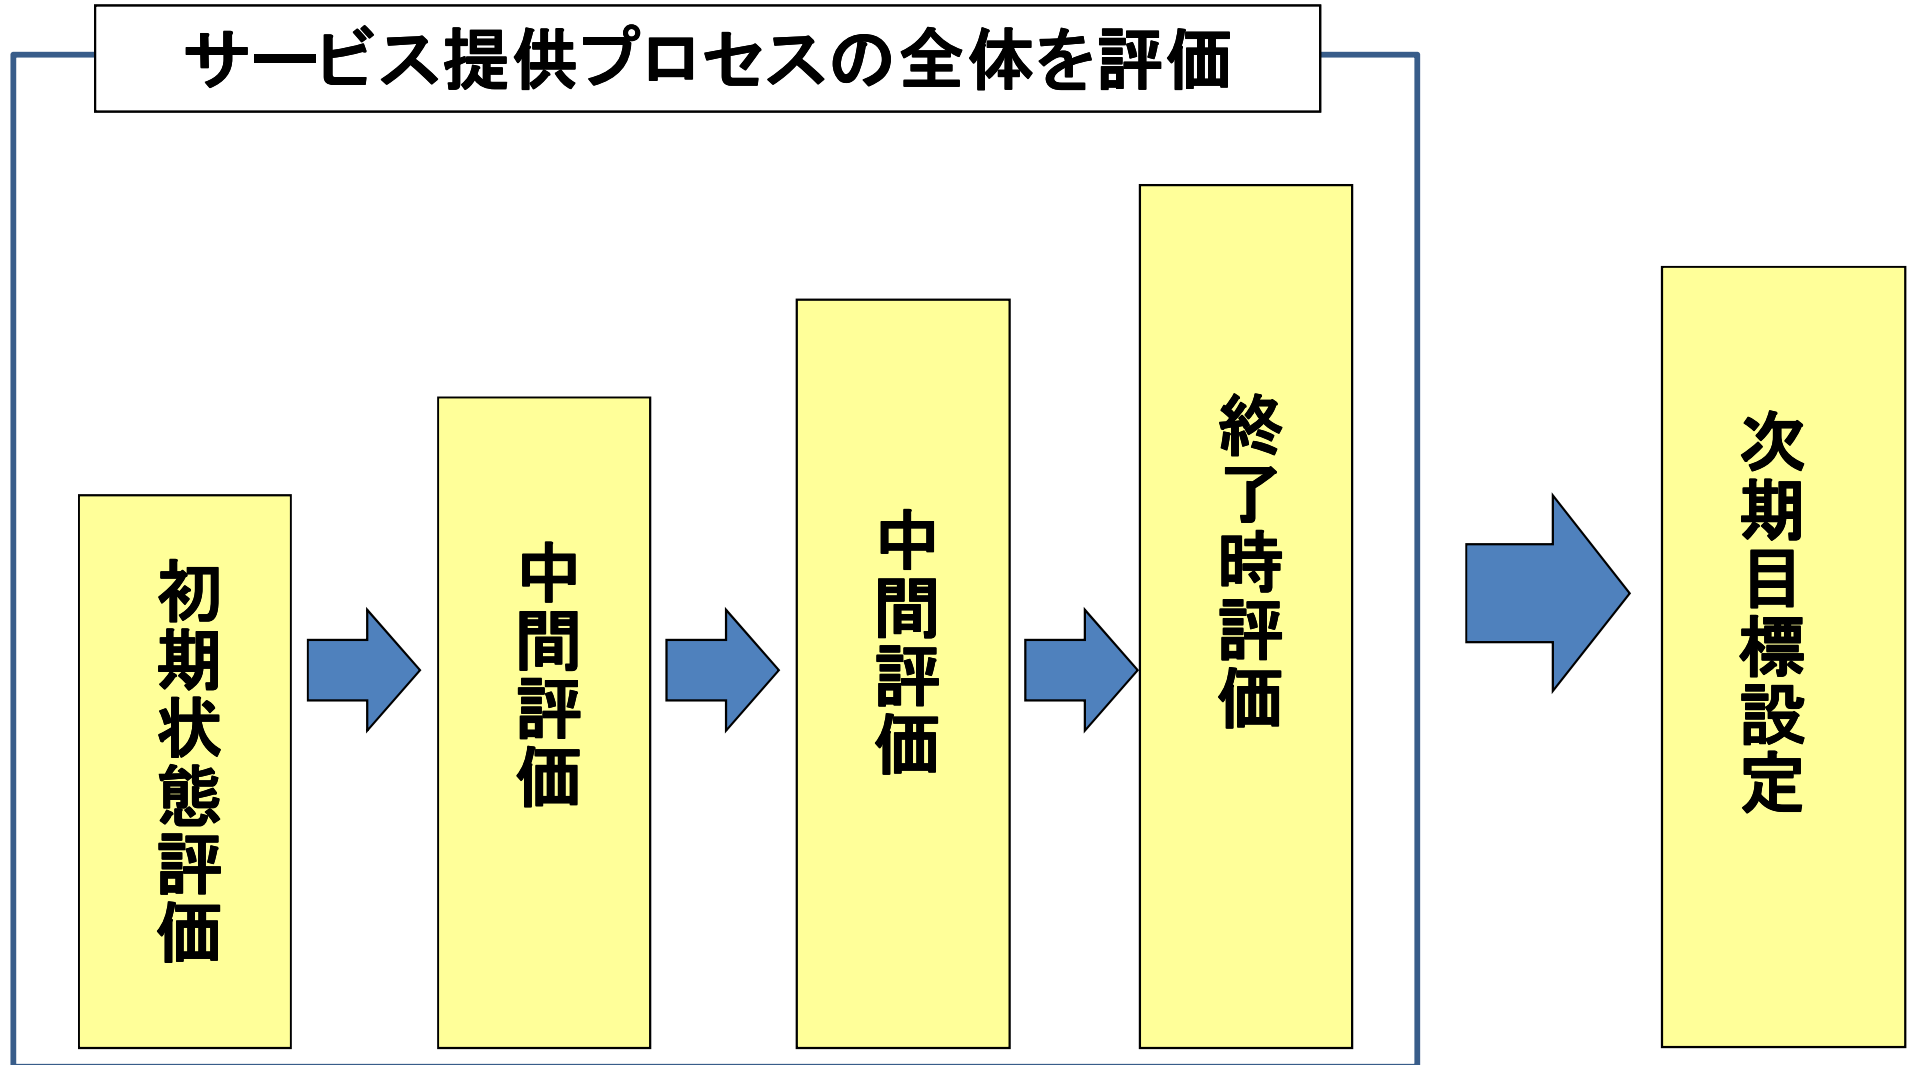 サービス提供プロセスの全体を評価
初期状態評価
中間評価
中間評価
終了時評価
次期目標設定